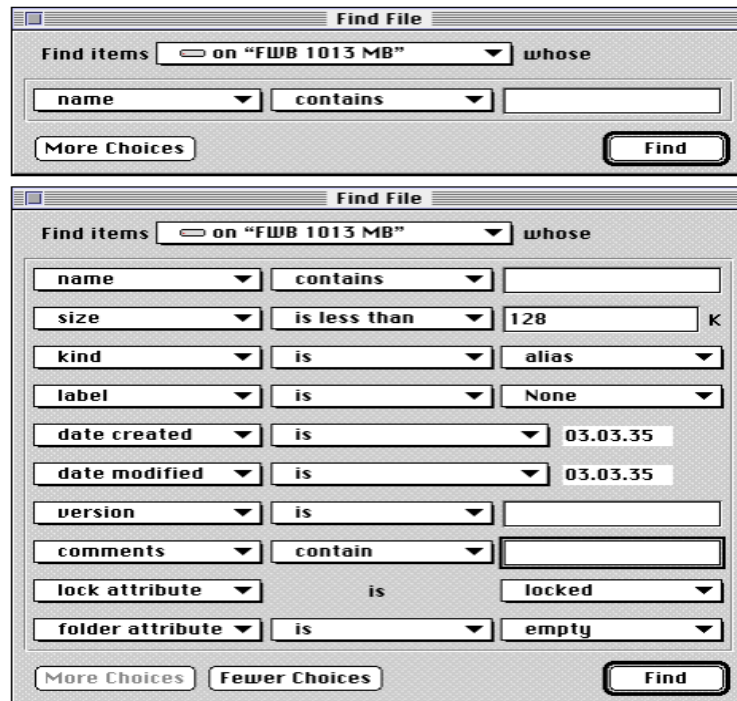 Find File
Find items on “FWB 1013 MB” whose
name contains
More Choices Find
Find File
Find items on “FWB 1013 MB” whose
name contains
size is less than 128 K
kind is alias
label is None
date created is 03.03.35
date modified is 03.03.35
version is
comments contain
lock attribute is locked
folder attribute is empty
More Choices Fewer Choices Find